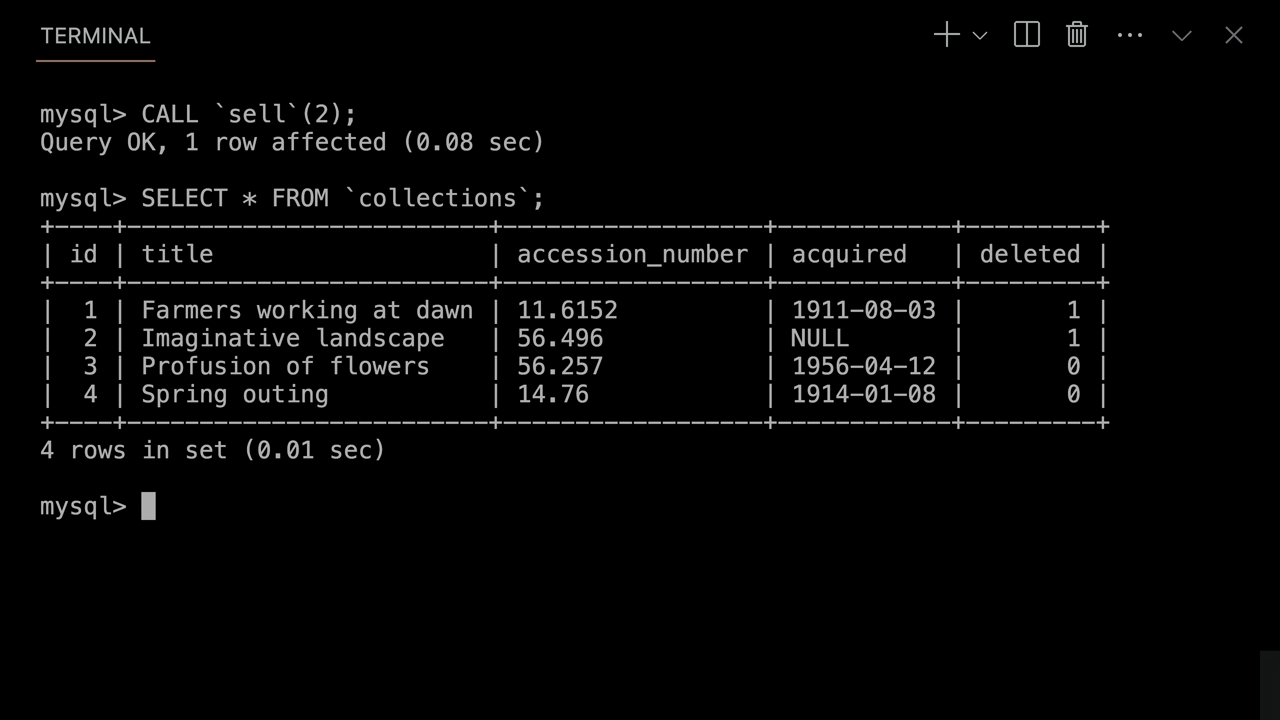 TERMINAL
mysql> CALL `sell`(2);
Query OK, 1 row affected (0.08 sec)
mysql> SELECT * FROM `collections`;
+----+-------------------------+------------------+------------+---------+
| id | title                   | accession_number | acquired   | deleted |
+----+-------------------------+------------------+------------+---------+
|  1 | Farmers working at dawn | 11.6152          | 1911-08-03 |       1 |
|  2 | Imaginative landscape   | 56.496           | NULL       |       1 |
|  3 | Profusion of flowers    | 56.257           | 1956-04-12 |       0 |
|  4 | Spring outing           | 14.76            | 1914-01-08 |       0 |
+----+-------------------------+------------------+------------+---------+
4 rows in set (0.01 sec)
mysql>